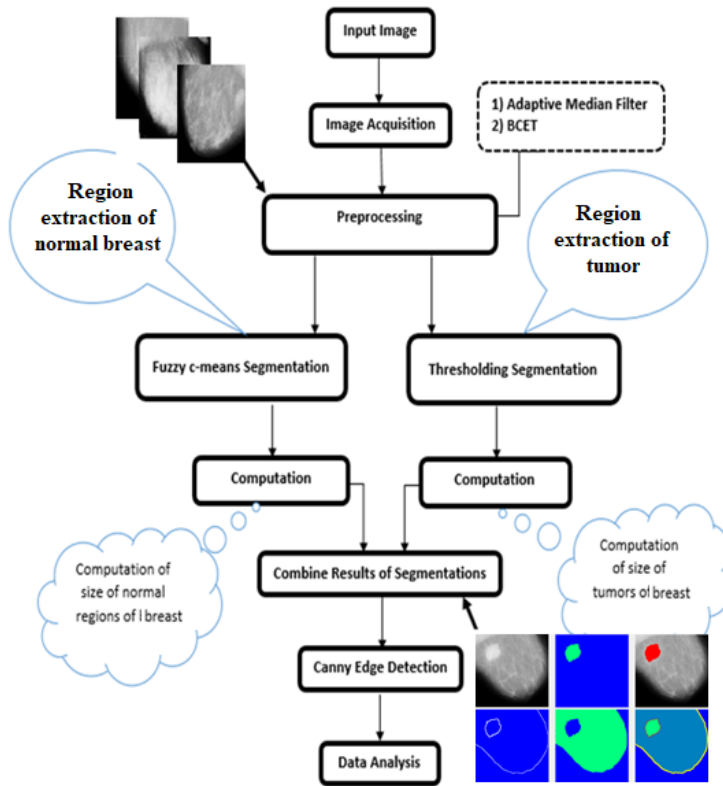 Input Image
Image Acquisition
1) Adaptive Median Filter
2) BCET
Preprocessing
Region
extraction of
normal breast
Region
extraction of
tumor
Fuzzy c-means Segmentation
Thresholding Segmentation
Computation
Computation
Computation of
size of normal
regions of l breast
Computation
of size of
tumors of breast
Combine Results of Segmentations
Canny Edge Detection
Data Analysis